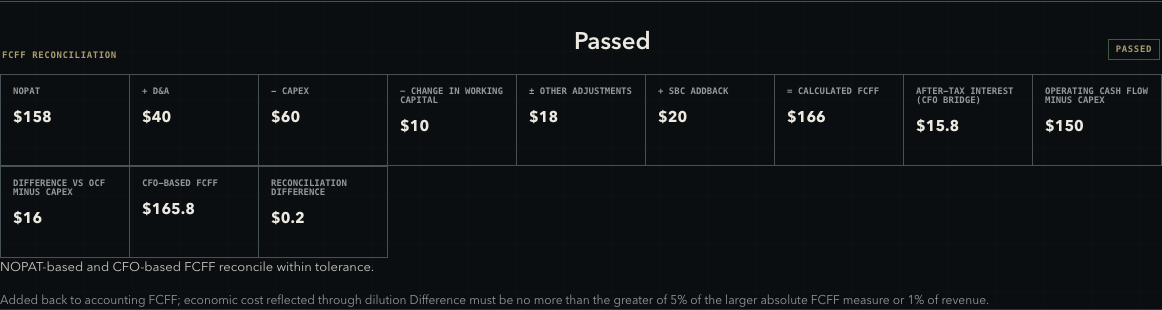 Passed
FCFF RECONCILIATION
PASSED
NOPAT
$158
+ D&A
$40
− CAPEX
$60
− CHANGE IN WORKING
CAPITAL
$10
± OTHER ADJUSTMENTS
$18
+ SBC ADDBACK
$20
= CALCULATED FCFF
$166
AFTER−TAX INTEREST
(CFO BRIDGE)
$15.8
OPERATING CASH FLOW
MINUS CAPEX
$150
DIFFERENCE VS OCF
MINUS CAPEX
$16
CFO−BASED FCFF
$165.8
RECONCILIATION
DIFFERENCE
$0.2
NOPAT-based and CFO-based FCFF reconcile within tolerance.
Added back to accounting FCFF; economic cost reflected through dilution Difference must be no more than the greater of 5% of the larger absolute FCFF measure or 1% of revenue.